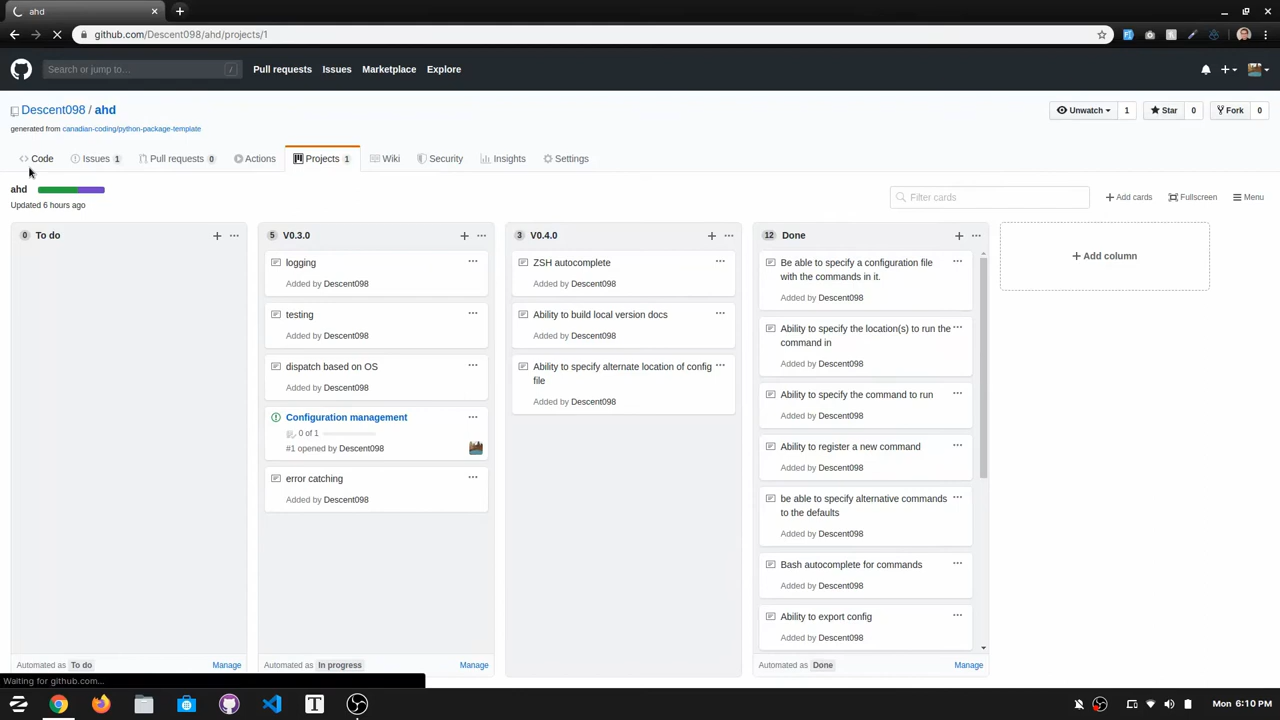 ahd
github.com/Descent098/ahd/projects/1
Search or jump to... /
Pull requests Issues Marketplace Explore
Descent098 / ahd
Unwatch 1 Star 0 Fork 0
generated from canadian-coding/python-package-template
Code Issues 1 Pull requests 0 Actions Projects 1 Wiki Security Insights Settings
ahd
Updated 6 hours ago
Filter cards
Add cards Fullscreen Menu
0 To do
Automated as To do Manage
5 V0.3.0
logging
Added by Descent098
testing
Added by Descent098
dispatch based on OS
Added by Descent098
Configuration management
0 of 1
#1 opened by Descent098
error catching
Added by Descent098
Automated as In progress Manage
3 V0.4.0
ZSH autocomplete
Added by Descent098
Ability to build local version docs
Added by Descent098
Ability to specify alternate location of config
file
Added by Descent098
12 Done
Be able to specify a configuration file
with the commands in it.
Added by Descent098
Ability to specify the location(s) to run the
command in
Added by Descent098
Ability to specify the command to run
Added by Descent098
Ability to register a new command
Added by Descent098
be able to specify alternative commands
to the defaults
Added by Descent098
Bash autocomplete for commands
Added by Descent098
Ability to export config
Added by Descent098
Automated as Done Manage
Add column
Waiting for github.com...
T
Mon 6:10 PM